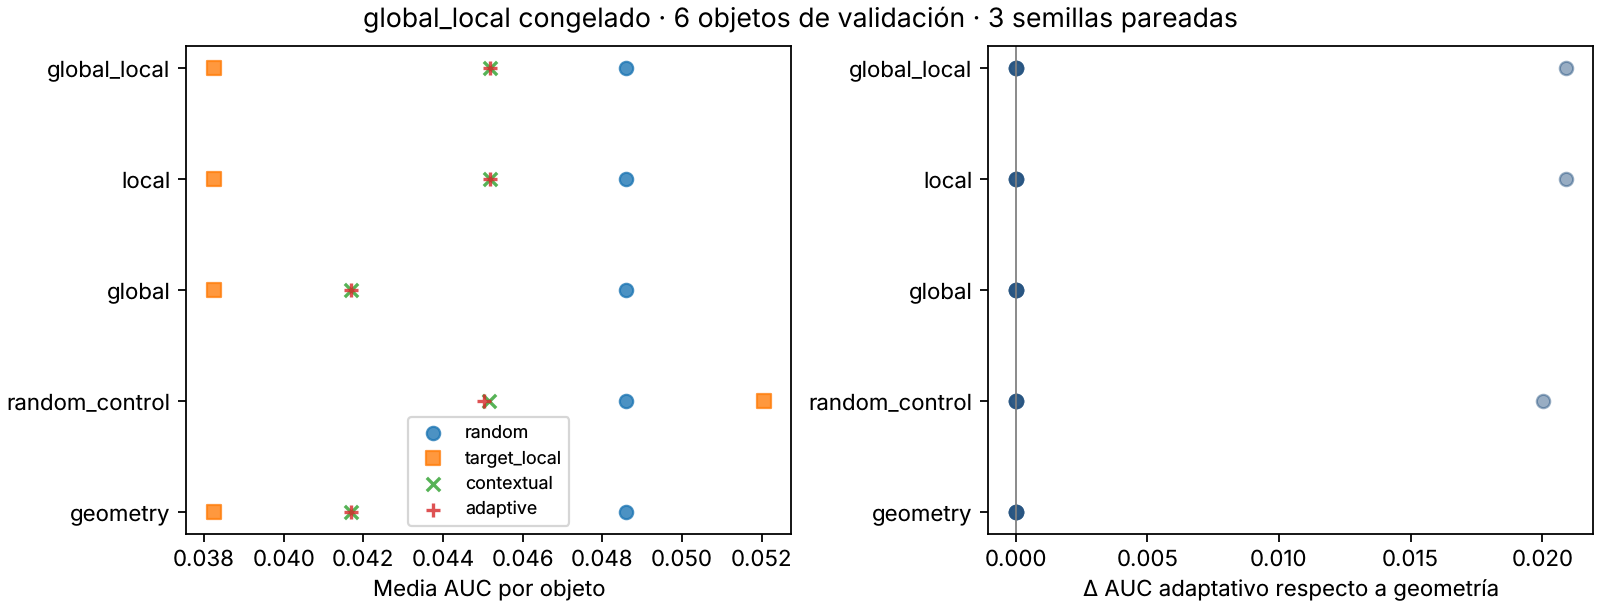 global_local congelado · 6 objetos de validación · 3 semillas pareadas
global_local
local
global
random_control
geometry
random
target_local
contextual
adaptive
0.038 0.040 0.042 0.044 0.046 0.048 0.050 0.052
Media AUC por objeto
global_local
local
global
random_control
geometry
0.000 0.005 0.010 0.015 0.020
Δ AUC adaptativo respecto a geometría